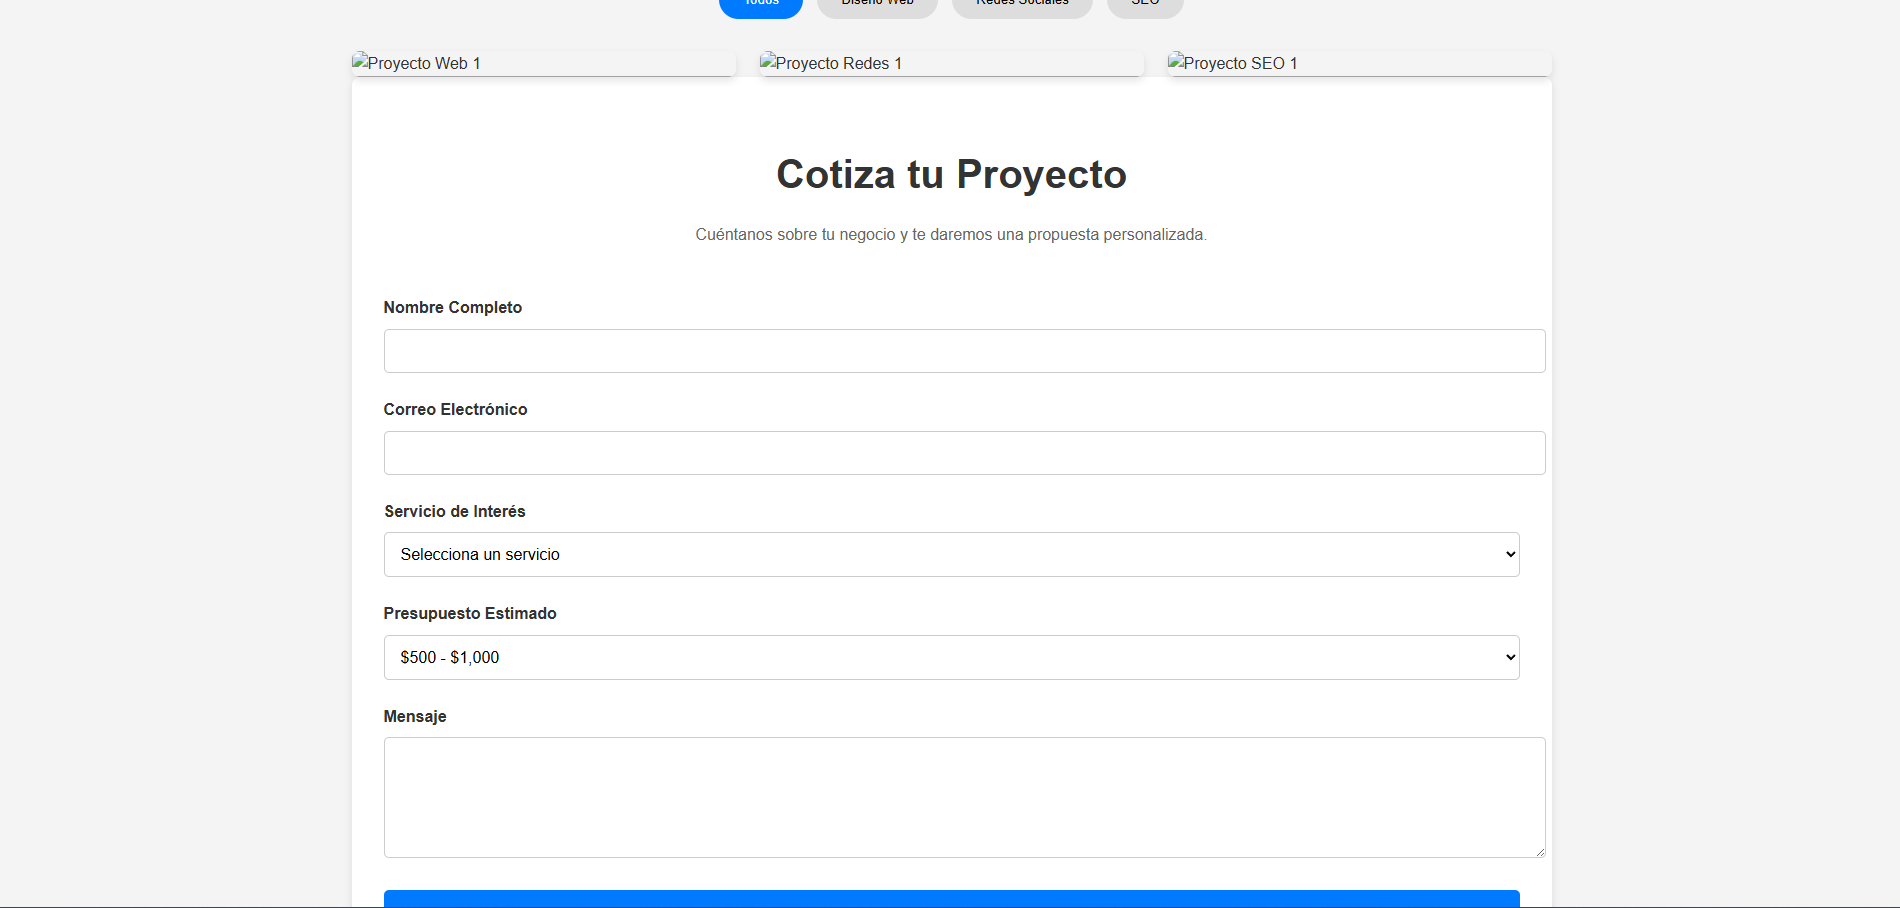 Todos Diseño Web Redes Sociales SEO
Proyecto Web 1 Proyecto Redes 1 Proyecto SEO 1
Cotiza tu Proyecto
Cuéntanos sobre tu negocio y te daremos una propuesta personalizada.
Nombre Completo
Correo Electrónico
Servicio de Interés
Selecciona un servicio
Presupuesto Estimado
$500 - $1,000
Mensaje